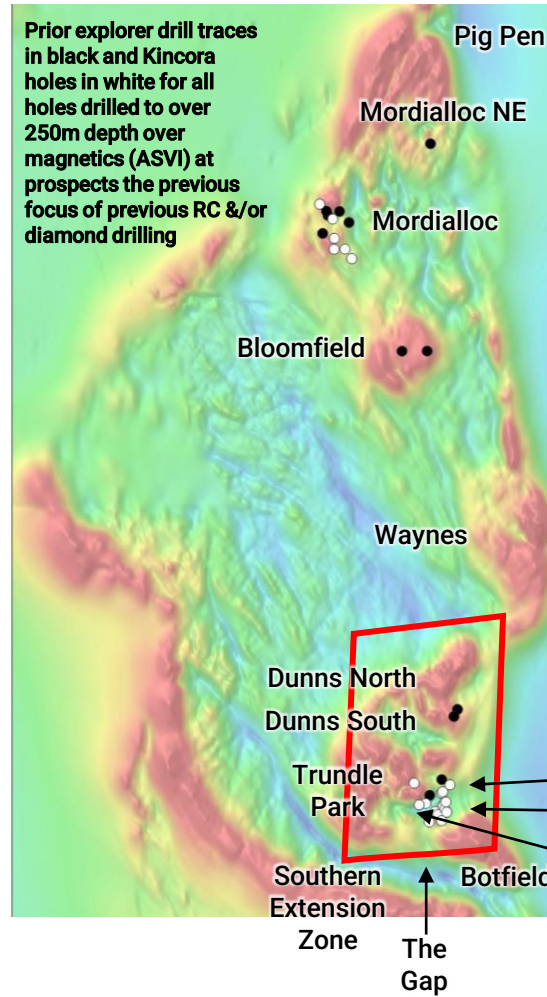 Prior explorer drill traces
in black and Kincora
holes in white for all
holes drilled to over
250m depth over
magnetics (ASVI) at
prospects the previous
focus of previous RC &/or
diamond drilling
Pig Pen
Mordialloc NE
Mordialloc
Bloomfield
Waynes
Dunns North
Dunns South
Trundle
Park
Southern
Extension
Zone
Botfield
The
Gap